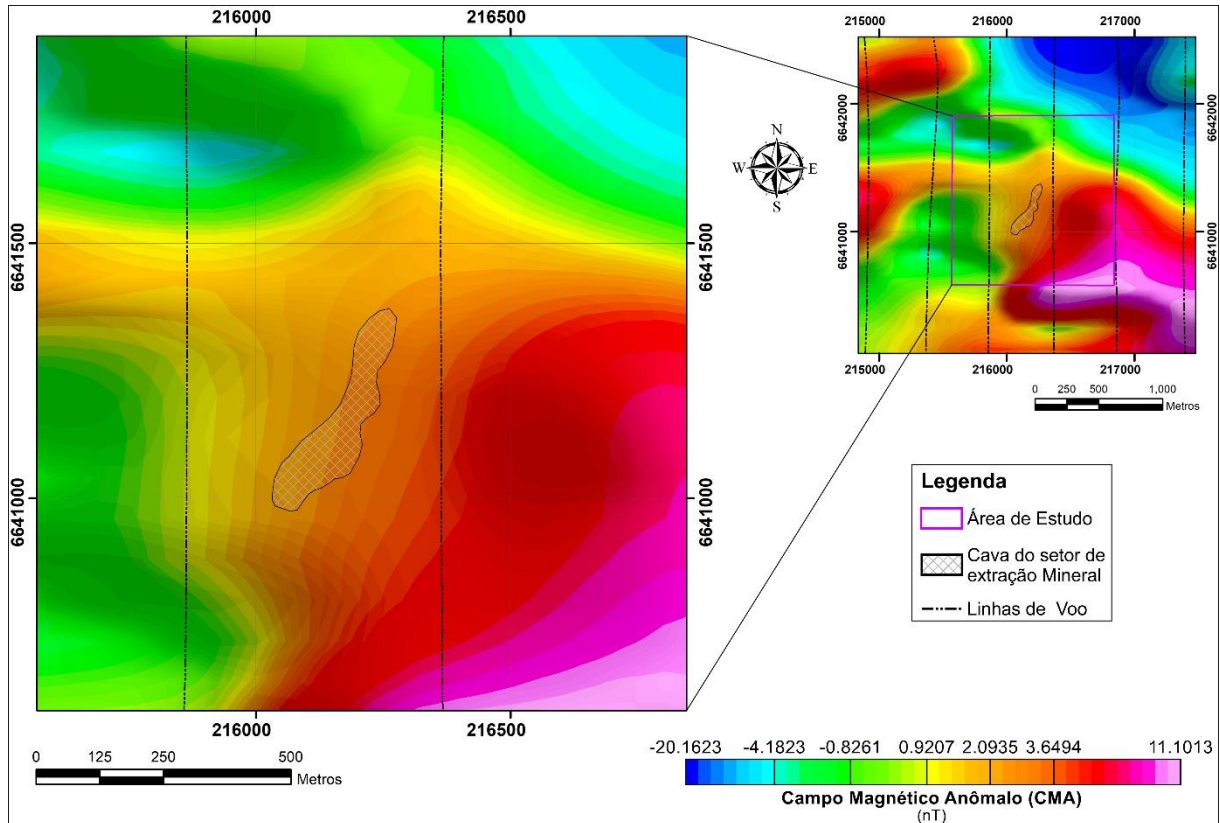 216000 216500
6641500
6641000
6641500
6641000
216000 216500
0 125 250 500
Metros
N
W E
S
215000 216000 217000
6642000
6641000
6642000
6641000
215000 216000 217000
0 250 500 1,000
Metros
Legenda
Área de Estudo
Cava do setor de
extração Mineral
Linhas de Voo
-20.1623 -4.1823 -0.8261 0.9207 2.0935 3.6494 11.1013
Campo Magnético Anômalo (CMA)
(nT)